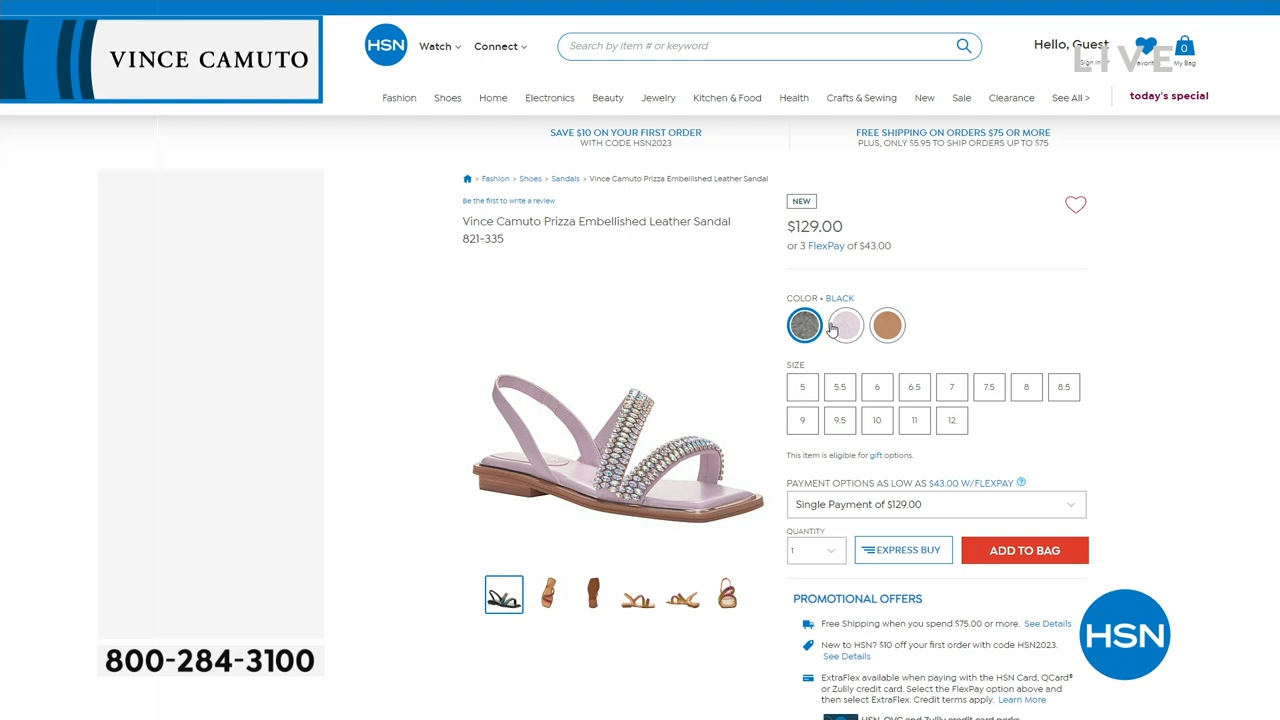 VINCE CAMUTO
HSN
Watch
Connect
Search by item # or keyword
Hello, Guest
Sign In
LIVE
0
My Bag
Fashion
Shoes
Home
Electronics
Beauty
Jewelry
Kitchen & Food
Health
Crafts & Sewing
New
Sale
Clearance
See All >
today's special
SAVE $10 ON YOUR FIRST ORDER
WITH CODE HSN2023
FREE SHIPPING ON ORDERS $75 OR MORE
PLUS, ONLY $5.95 TO SHIP ORDERS UP TO $75
> Fashion > Shoes > Sandals > Vince Camuto Prizza Embellished Leather Sandal
Be the first to write a review
Vince Camuto Prizza Embellished Leather Sandal
821-335
NEW
$129.00
or 3 FlexPay of $43.00
COLOR • BLACK
SIZE
5 5.5 6 6.5 7 7.5 8 8.5
9 9.5 10 11 12
This item is eligible for gift options.
PAYMENT OPTIONS AS LOW AS $43.00 W/FLEXPAY ?
Single Payment of $129.00
QUANTITY
1
EXPRESS BUY
ADD TO BAG
PROMOTIONAL OFFERS
Free Shipping when you spend $75.00 or more. See Details
New to HSN? $10 off your first order with code HSN2023.
See Details
ExtraFlex available when paying with the HSN Card, QCard®
or Zulily credit card. Select the FlexPay option above and
then select ExtraFlex. Credit terms apply. Learn More
HSN, QVC and Zulily credit card perks
HSN
800-284-3100